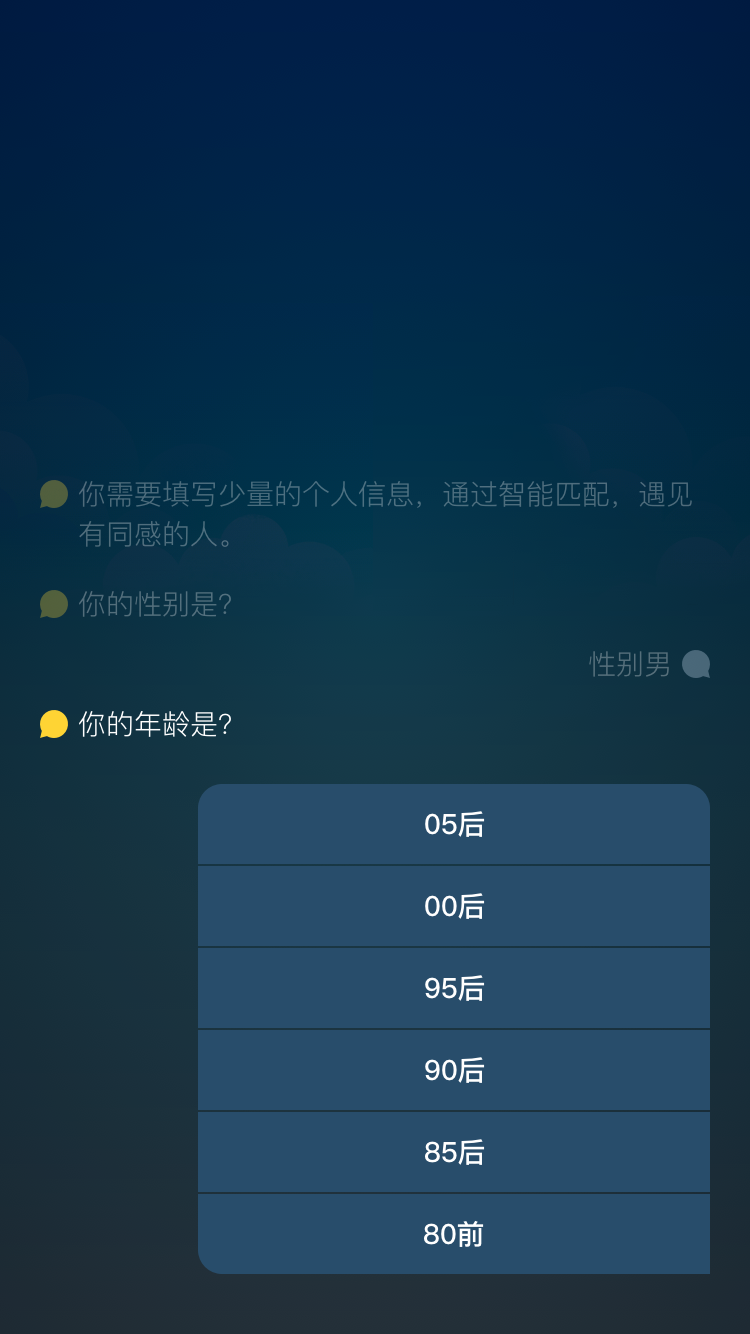 你需要填写少量的个人信息，通过智能匹配，遇见
有同感的人。
你的性别是？
性别男
你的年龄是？
05后
00后
95后
90后
85后
80前